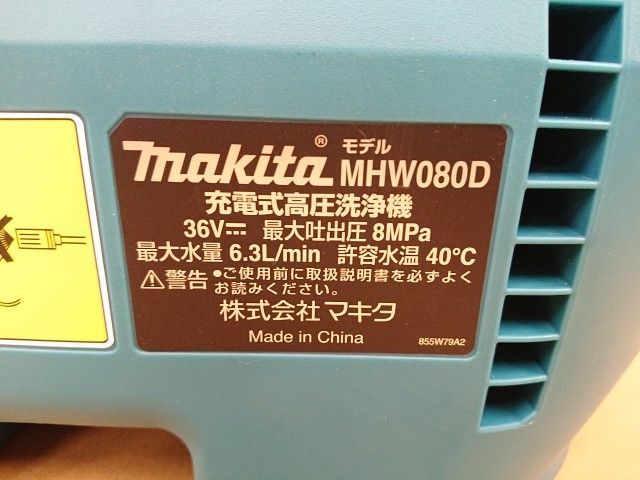 makita® モデル MHW080D
充電式高圧洗浄機
36V⎓ 最大吐出圧 8MPa
最大水量 6.3L/min 許容水温 40°C
⚠警告 ●ご使用前に取扱説明書を必ずよく
お読みください。
株式会社 マキタ
Made in China 855W79A2